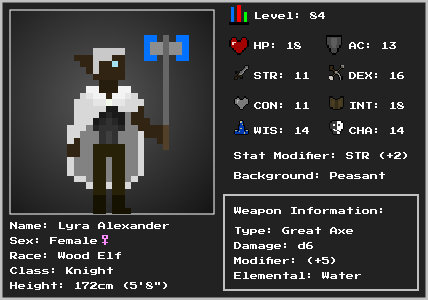 Level: 84
HP: 18 AC: 13
STR: 11 DEX: 16
CON: 11 INT: 18
WIS: 14 CHA: 14
Stat Modifier: STR (+2)
Background: Peasant
Name: Lyra Alexander
Sex: Female♀
Race: Wood Elf
Class: Knight
Height: 172cm (5'8")
Weapon Information:
Type: Great Axe
Damage: d6
Modifier: (+5)
Elemental: Water